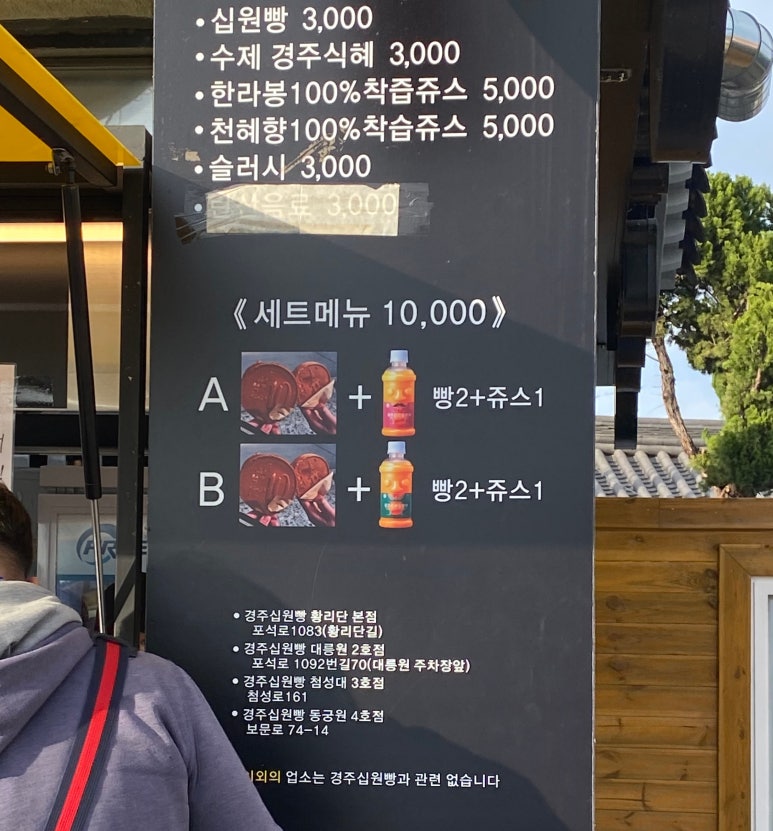 •십원빵 3,000
•수제 경주식혜 3,000
•한라봉100%착즙쥬스 5,000
•천혜향100%착습쥬스 5,000
•슬러시 3,000
음료 3,000
《세트메뉴 10,000》
A + 빵2+쥬스1
B + 빵2+쥬스1
• 경주십원빵 황리단 본점
포석로1083(황리단길)
• 경주십원빵 대릉원 2호점
포석로 1092번길70(대릉원 주차장앞)
• 경주십원빵 첨성대 3호점
첨성로161
• 경주십원빵 동궁원 4호점
보문로 74-14
이외의 업소는 경주십원빵과 관련 없습니다